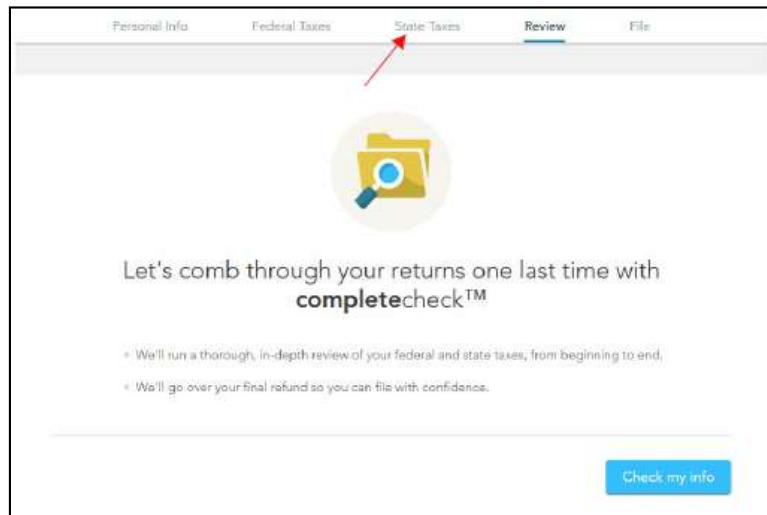 Personal Info Federal Taxes State Taxes Review File
Let's comb through your returns one last time with
completecheck™
• We'll run a thorough, in-depth review of your federal and state taxes, from beginning to end.
• We'll go over your final refund so you can file with confidence.
Check my info